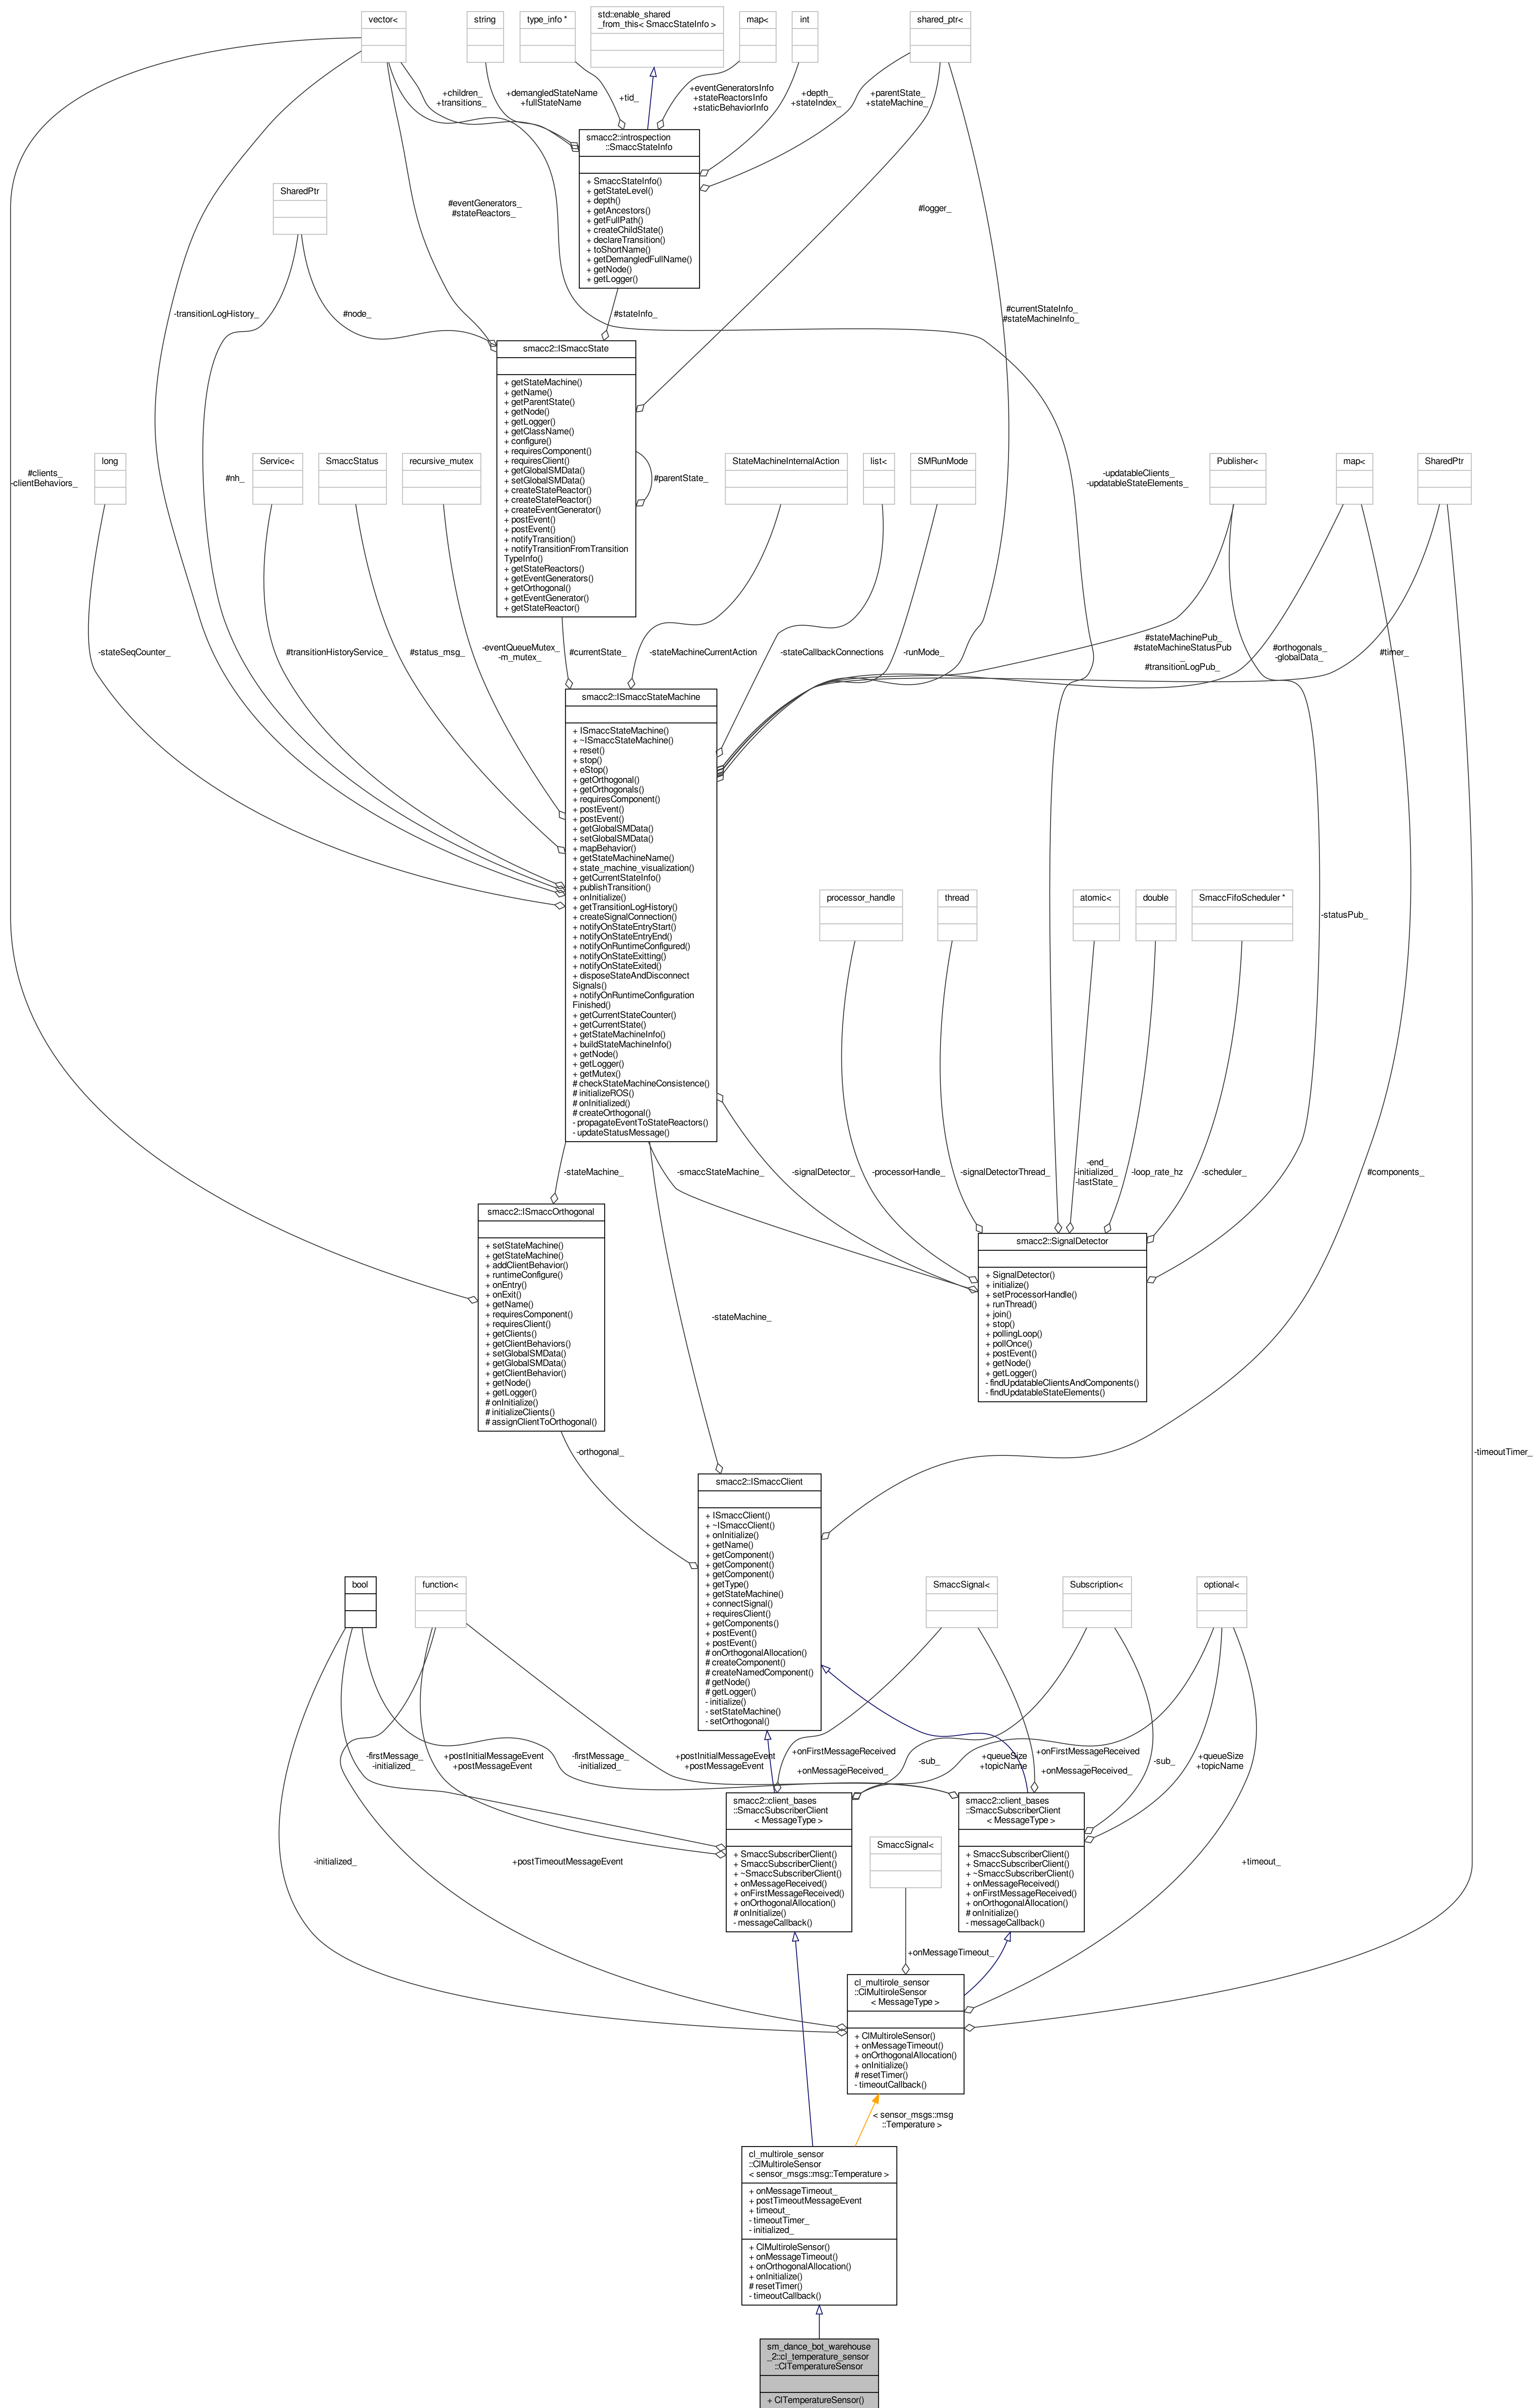 vector<
string
type_info *
std::enable_shared
_from_this< SmaccStateInfo >
map<
int
shared_ptr<
+children_
+transitions_
+demangledStateName
+fullStateName
+tid_
+eventGeneratorsInfo
+stateReactorsInfo
+staticBehaviorInfo
+depth_
+stateIndex_
+parentState_
+stateMachine_
smacc2::introspection
::SmaccStateInfo
+ SmaccStateInfo()
+ getStateLevel()
+ depth()
+ getAncestors()
+ getFullPath()
+ createChildState()
+ declareTransition()
+ toShortName()
+ getDemangledFullName()
+ getNode()
+ getLogger()
SharedPtr
#eventGenerators_
#stateReactors_
#logger_
-transitionLogHistory_
#node_
#stateInfo_
#currentStateInfo_
#stateMachineInfo_
smacc2::ISmaccState
+ getStateMachine()
+ getName()
+ getParentState()
+ getNode()
+ getLogger()
+ getClassName()
+ configure()
+ requiresComponent()
+ requiresClient()
+ getGlobalSMData()
+ setGlobalSMData()
+ createStateReactor()
+ createStateReactor()
+ createEventGenerator()
+ postEvent()
+ postEvent()
+ notifyTransition()
+ notifyTransitionFromTransition
TypeInfo()
+ getStateReactors()
+ getEventGenerators()
+ getOrthogonal()
+ getEventGenerator()
+ getStateReactor()
#clients_
-clientBehaviors_
long
#nh_
Service<
SmaccStatus
recursive_mutex
#parentState_
StateMachineInternalAction
list<
SMRunMode
-updatableClients_
-updatableStateElements_
Publisher<
map<
SharedPtr
-stateSeqCounter_
#transitionHistoryService_
#status_msg_
-eventQueueMutex_
-m_mutex_
#currentState_
-stateMachineCurrentAction
-stateCallbackConnections
-runMode_
#stateMachinePub_
#stateMachineStatusPub
_
#transitionLogPub_
#orthogonals_
-globalData_
#timer_
smacc2::ISmaccStateMachine
+ ISmaccStateMachine()
+ ~ISmaccStateMachine()
+ reset()
+ stop()
+ eStop()
+ getOrthogonal()
+ getOrthogonals()
+ requiresComponent()
+ postEvent()
+ postEvent()
+ getGlobalSMData()
+ setGlobalSMData()
+ mapBehavior()
+ getStateMachineName()
+ state_machine_visualization()
+ getCurrentStateInfo()
+ publishTransition()
+ onInitialize()
+ getTransitionLogHistory()
+ createSignalConnection()
+ notifyOnStateEntryStart()
+ notifyOnStateEntryEnd()
+ notifyOnRuntimeConfigured()
+ notifyOnStateExitting()
+ notifyOnStateExited()
+ disposeStateAndDisconnect
Signals()
+ notifyOnRuntimeConfiguration
Finished()
+ getCurrentStateCounter()
+ getCurrentState()
+ getStateMachineInfo()
+ buildStateMachineInfo()
+ getNode()
+ getLogger()
+ getMutex()
# checkStateMachineConsistence()
# initializeROS()
# onInitialized()
# createOrthogonal()
- propagateEventToStateReactors()
- updateStatusMessage()
processor_handle
thread
atomic<
double
SmaccFifoScheduler *
-statusPub_
-stateMachine_
-smaccStateMachine_
-signalDetector_
-processorHandle_
-signalDetectorThread_
-end_
-initialized_
-lastState_
-loop_rate_hz
-scheduler_
#components_
smacc2::ISmaccOrthogonal
+ setStateMachine()
+ getStateMachine()
+ addClientBehavior()
+ runtimeConfigure()
+ onEntry()
+ onExit()
+ getName()
+ requiresComponent()
+ requiresClient()
+ getClients()
+ getClientBehaviors()
+ setGlobalSMData()
+ getGlobalSMData()
+ getClientBehavior()
+ getNode()
+ getLogger()
# onInitialize()
# initializeClients()
# assignClientToOrthogonal()
smacc2::SignalDetector
+ SignalDetector()
+ initialize()
+ setProcessorHandle()
+ runThread()
+ join()
+ stop()
+ pollingLoop()
+ pollOnce()
+ postEvent()
+ getNode()
+ getLogger()
- findUpdatableClientsAndComponents()
- findUpdatableStateElements()
-stateMachine_
-orthogonal_
-timeoutTimer_
smacc2::ISmaccClient
+ ISmaccClient()
+ ~ISmaccClient()
+ onInitialize()
+ getName()
+ getComponent()
+ getComponent()
+ getComponent()
+ getType()
+ getStateMachine()
+ connectSignal()
+ requiresClient()
+ getComponents()
+ postEvent()
+ postEvent()
# onOrthogonalAllocation()
# createComponent()
# createNamedComponent()
# getNode()
# getLogger()
- initialize()
- setStateMachine()
- setOrthogonal()
bool
function<
SmaccSignal<
Subscription<
optional<
-firstMessage_
-initialized_
+postInitialMessageEvent
+postMessageEvent
-firstMessage_
-initialized_
+postInitialMessageEvent
+postMessageEvent
+onFirstMessageReceived
_
+onMessageReceived_
-sub_
+queueSize
+topicName
+onFirstMessageReceived
_
+onMessageReceived_
-sub_
+queueSize
+topicName
smacc2::client_bases
::SmaccSubscriberClient
< MessageType >
+ SmaccSubscriberClient()
+ SmaccSubscriberClient()
+ ~SmaccSubscriberClient()
+ onMessageReceived()
+ onFirstMessageReceived()
+ onOrthogonalAllocation()
# onInitialize()
- messageCallback()
smacc2::client_bases
::SmaccSubscriberClient
< MessageType >
+ SmaccSubscriberClient()
+ SmaccSubscriberClient()
+ ~SmaccSubscriberClient()
+ onMessageReceived()
+ onFirstMessageReceived()
+ onOrthogonalAllocation()
# onInitialize()
- messageCallback()
SmaccSignal<
-initialized_
+postTimeoutMessageEvent
+timeout_
+onMessageTimeout_
cl_multirole_sensor
::ClMultiroleSensor
< MessageType >
+ ClMultiroleSensor()
+ onMessageTimeout()
+ onOrthogonalAllocation()
+ onInitialize()
# resetTimer()
- timeoutCallback()
< sensor_msgs::msg
::Temperature >
cl_multirole_sensor
::ClMultiroleSensor
< sensor_msgs::msg::Temperature >
+ onMessageTimeout_
+ postTimeoutMessageEvent
+ timeout_
- timeoutTimer_
- initialized_
+ ClMultiroleSensor()
+ onMessageTimeout()
+ onOrthogonalAllocation()
+ onInitialize()
# resetTimer()
- timeoutCallback()
sm_dance_bot_warehouse
_2::cl_temperature_sensor
::ClTemperatureSensor
+ ClTemperatureSensor()